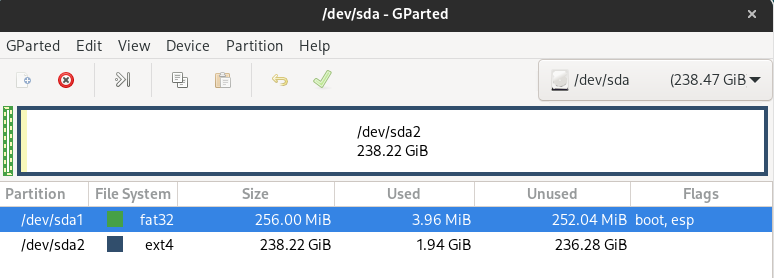 /dev/sda - GParted
GParted Edit View Device Partition Help
/dev/sda (238.47 GiB
/dev/sda2
238.22 GiB
Partition File System Size Used Unused Flags
/dev/sda1 fat32 256.00 MiB 3.96 MiB 252.04 MiB boot, esp
/dev/sda2 ext4 238.22 GiB 1.94 GiB 236.28 GiB